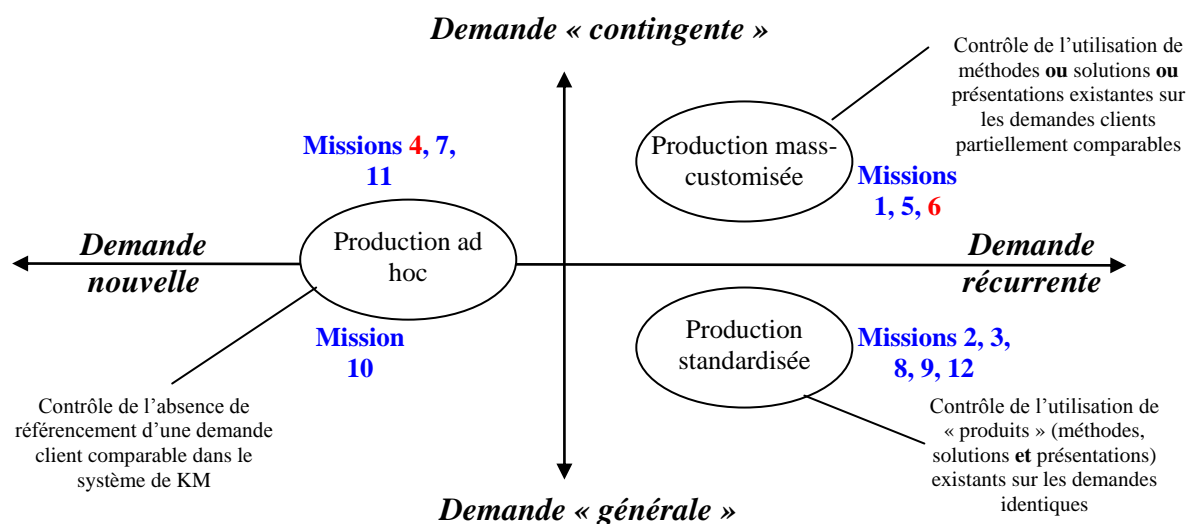 Demande « contingente »
Contrôle de l’utilisation de
méthodes ou solutions ou
présentations existantes sur
les demandes clients
partiellement comparables
Missions 4, 7,
11
Production mass-
customisée
Missions
1, 5, 6
Demande
nouvelle
Production ad
hoc
Demande
récurrente
Mission
10
Production
standardisée
Missions 2, 3,
8, 9, 12
Contrôle de l’absence de
référencement d’une demande
client comparable dans le
système de KM
Contrôle de l’utilisation de
« produits » (méthodes,
solutions et présentations)
existants sur les demandes
identiques
Demande « générale »